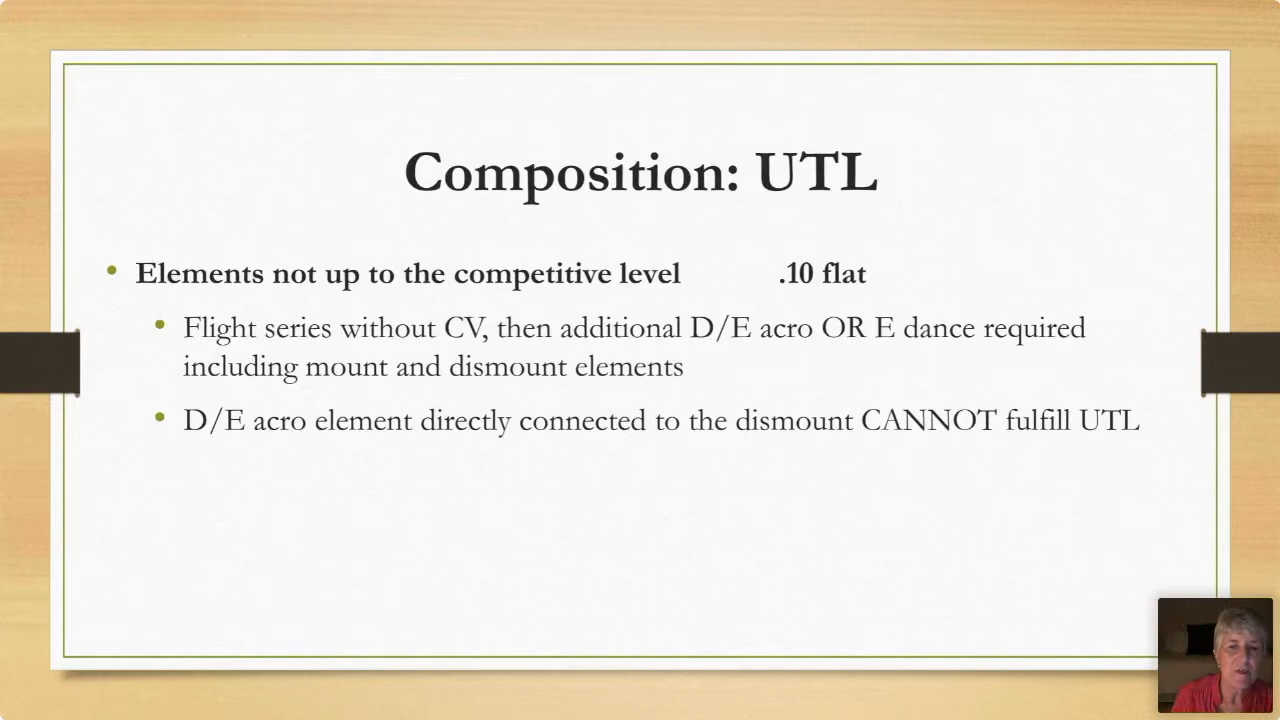 Composition: UTL
• Elements not up to the competitive level .10 flat
• Flight series without CV, then additional D/E acro OR E dance required
including mount and dismount elements
• D/E acro element directly connected to the dismount CANNOT fulfill UTL